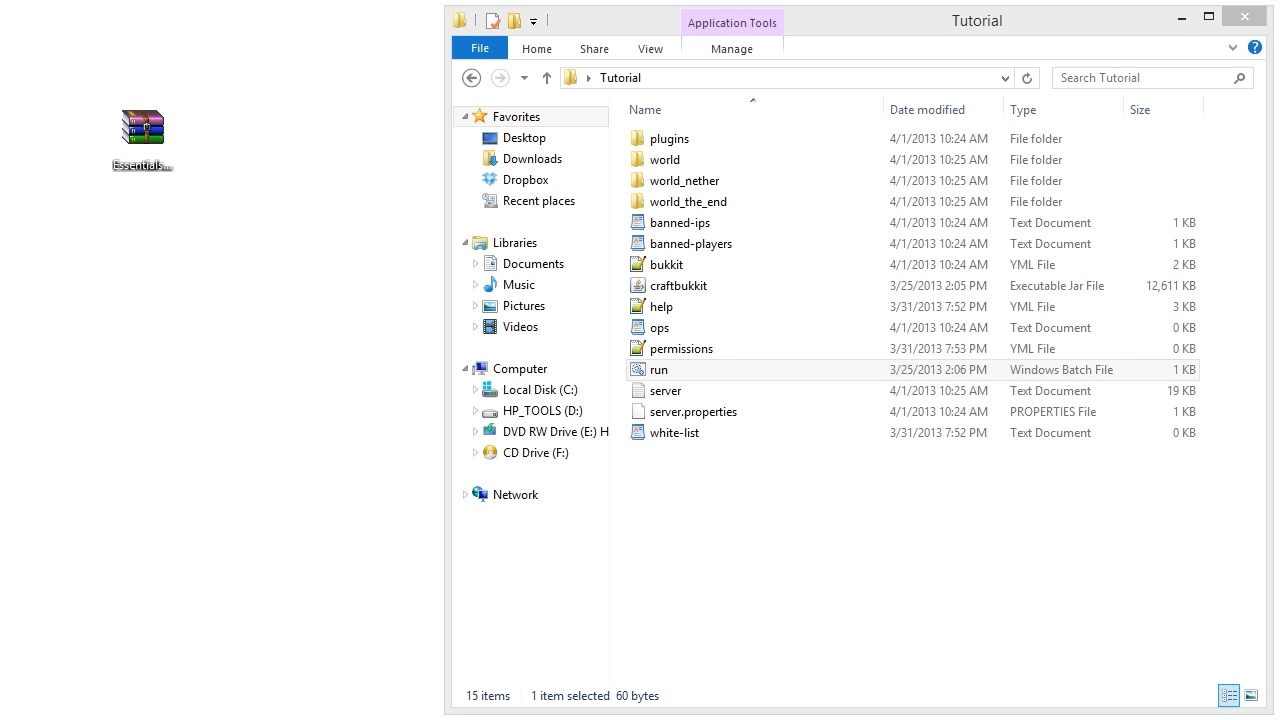 Essentials...
Application Tools
Tutorial
File
Home
Share
View
Manage
Tutorial
Search Tutorial
Favorites
Desktop
Downloads
Dropbox
Recent places
Libraries
Documents
Music
Pictures
Videos
Computer
Local Disk (C:)
HP_TOOLS (D:)
DVD RW Drive (E:) H
CD Drive (F:)
Network
Name Date modified Type Size
plugins 4/1/2013 10:24 AM File folder
world 4/1/2013 10:25 AM File folder
world_nether 4/1/2013 10:25 AM File folder
world_the_end 4/1/2013 10:25 AM File folder
banned-ips 4/1/2013 10:24 AM Text Document 1 KB
banned-players 4/1/2013 10:24 AM Text Document 1 KB
bukkit 4/1/2013 10:24 AM YML File 2 KB
craftbukkit 3/25/2013 2:05 PM Executable Jar File 12,611 KB
help 3/31/2013 7:52 PM YML File 3 KB
ops 4/1/2013 10:24 AM Text Document 0 KB
permissions 3/31/2013 7:53 PM YML File 0 KB
run 3/25/2013 2:06 PM Windows Batch File 1 KB
server 4/1/2013 10:25 AM Text Document 19 KB
server.properties 4/1/2013 10:24 AM PROPERTIES File 1 KB
white-list 3/31/2013 7:52 PM Text Document 0 KB
15 items 1 item selected 60 bytes